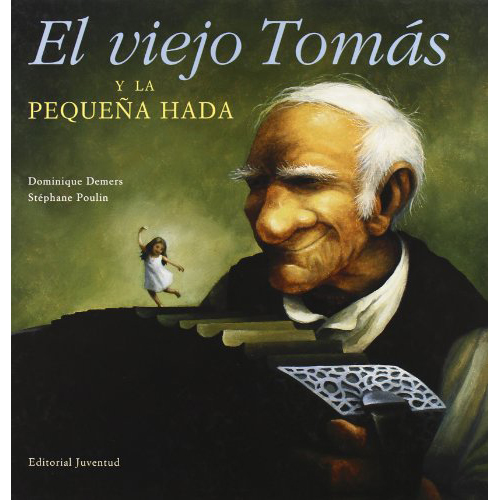 El viejo Tomás
Y LA
PEQUEÑA HADA
Dominique Demers
Stéphane Poulin
Editorial Juventud